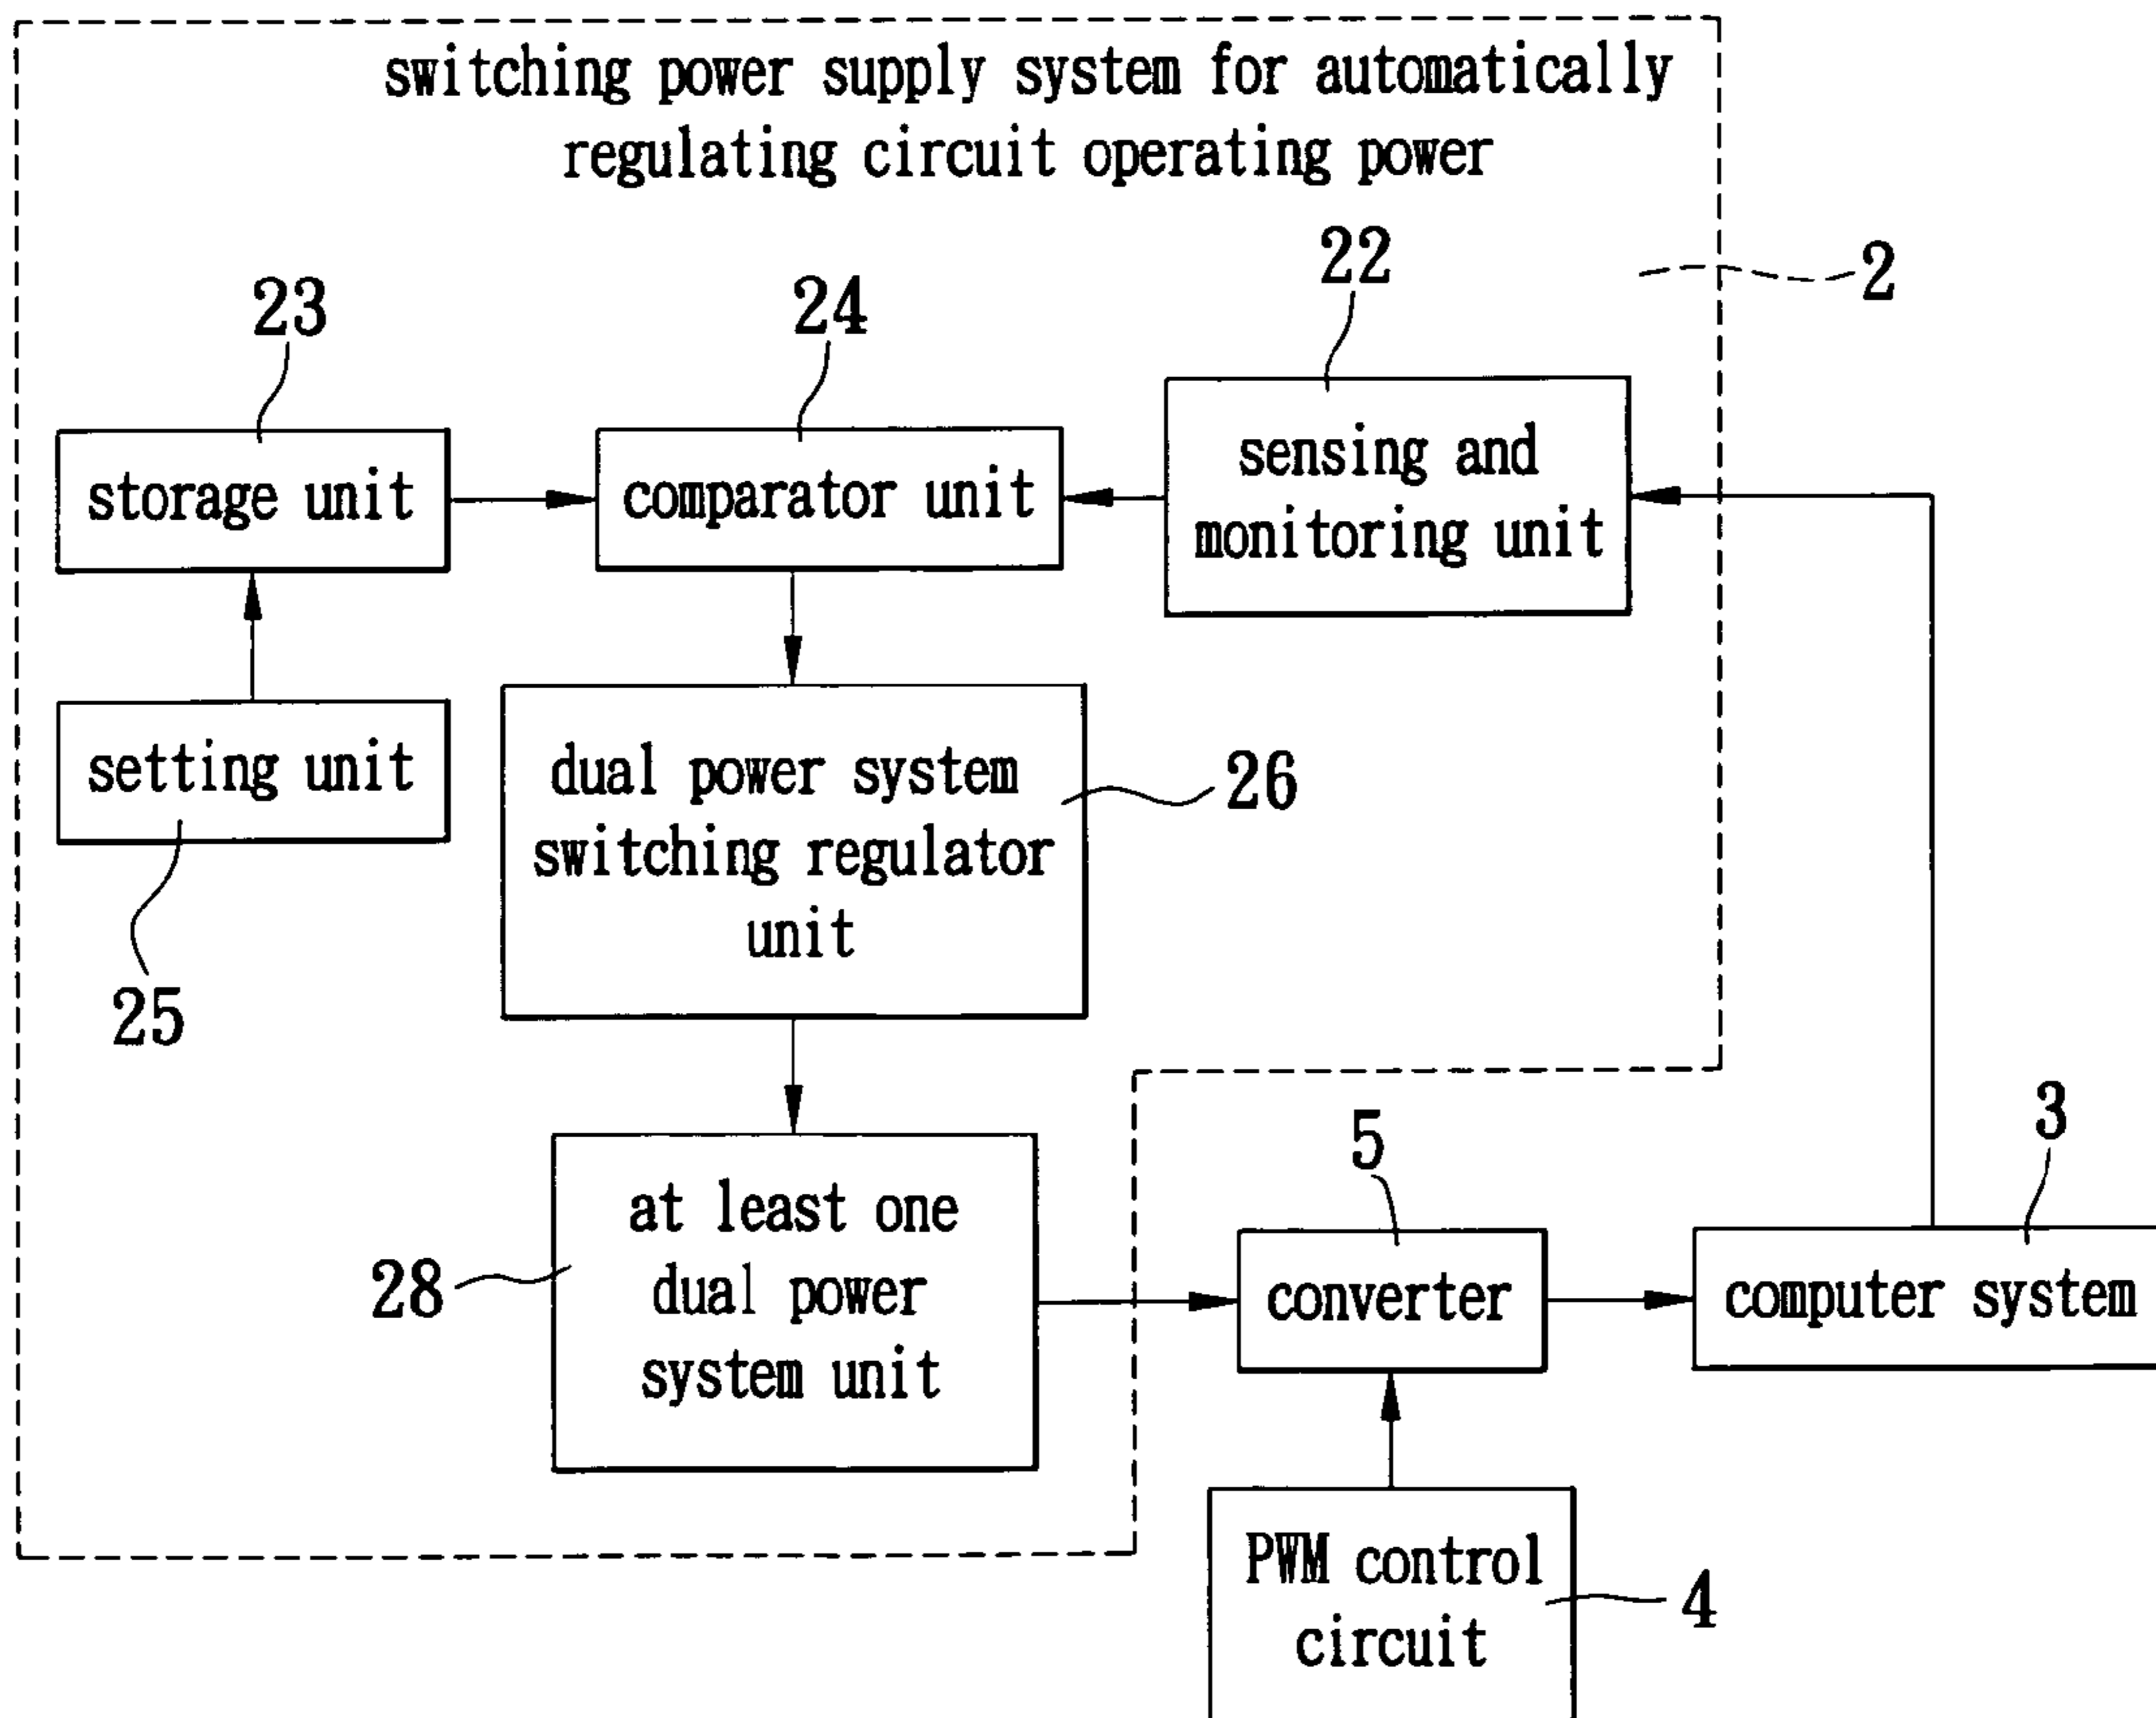 switching power supply system for automatically
regulating circuit operating power
22
2
23
24
storage unit
comparator unit
sensing and
monitoring unit
setting unit
25
dual power system
switching regulator
unit
26
at least one
dual power
system unit
28
5
converter
3
computer system
PWM control
circuit
4